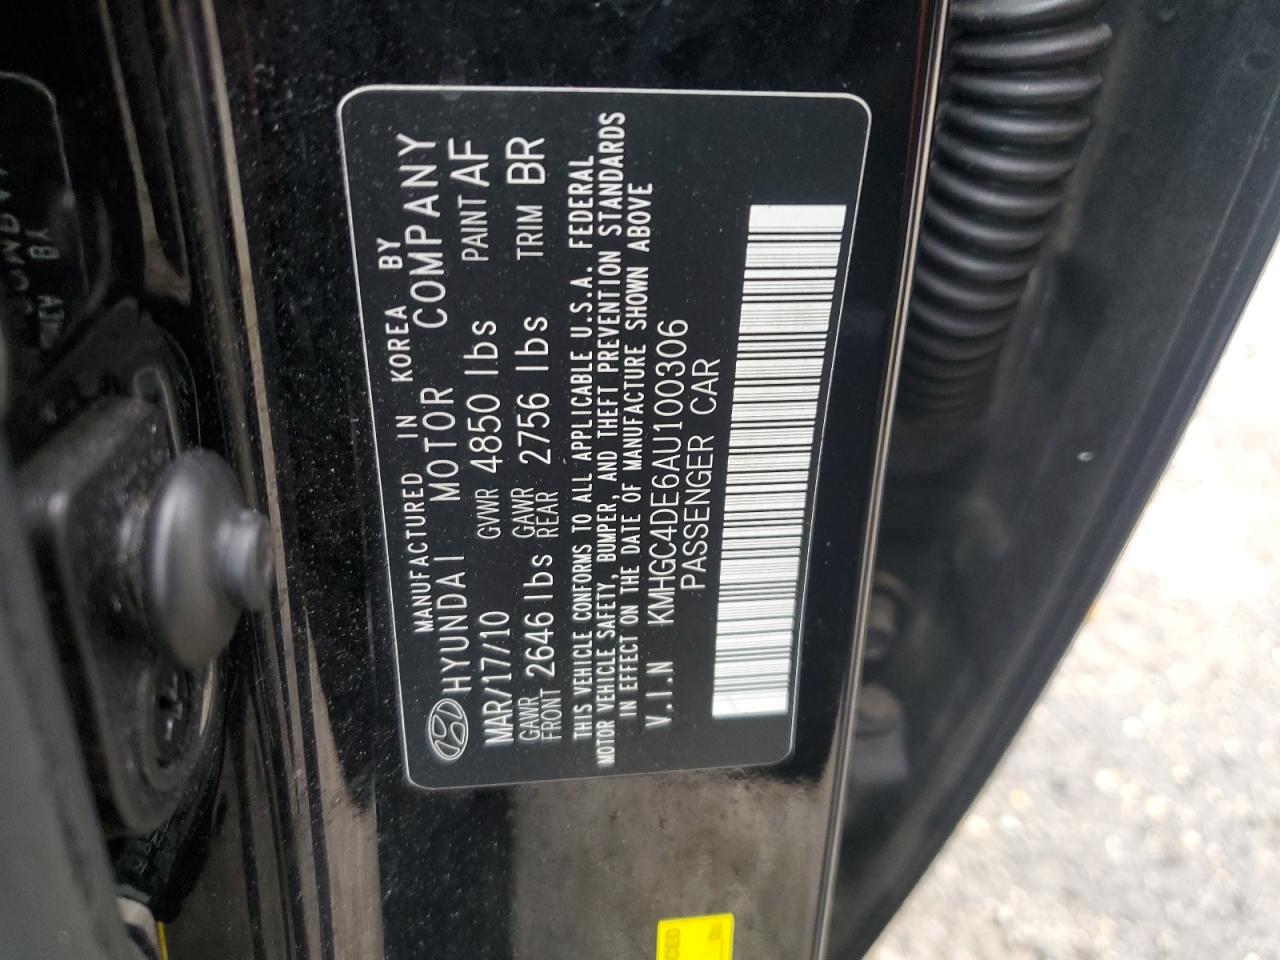 MANUFACTURED IN KOREA BY
HYUNDAI MOTOR COMPANY
MAR/17/10 GVWR 4850 lbs PAINT AF
GAWR FRONT 2646 lbs GAWR REAR 2756 lbs TRIM BR
THIS VEHICLE CONFORMS TO ALL APPLICABLE U.S.A. FEDERAL
MOTOR VEHICLE SAFETY, BUMPER, AND THEFT PREVENTION STANDARDS
IN EFFECT ON THE DATE OF MANUFACTURE SHOWN ABOVE
V.I.N KMHGC4DE6AU100306
PASSENGER CAR
lbs